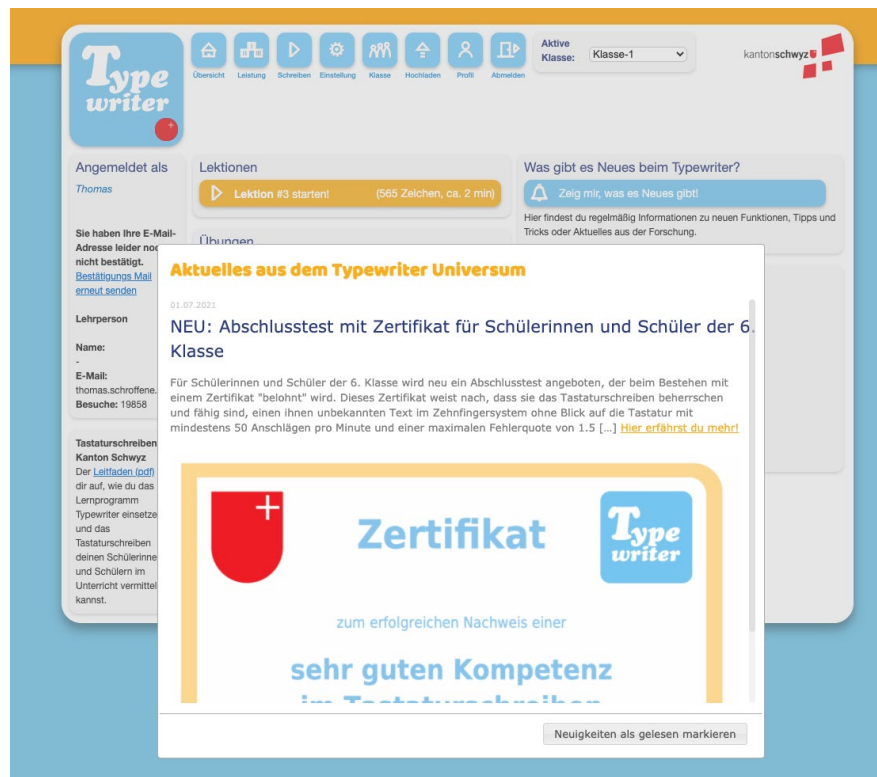 Type
writer
Übersicht
Leistung
Schreiben
Einstellung
Klasse
Hochladen
Profil
Abmelden
Aktive
Klasse:
Klasse-1
kantonschwyz
Angemeldet als
Thomas
Sie haben Ihre E-Mail-
Adresse leider
nicht bestätigt.
Bestätigungs Mail
erneut senden
Lehrperson
Name:
-
E-Mail:
thomas.schroffene.
Besuche: 19858
Tastaturschreiben
Kanton Schwyz
Der Leitfaden (pdf)
dir auf, wie du das
Lernprogramm
Typewriter einsetze
und das
Tastaturschreiben
deinen Schülerinne
und Schülern im
Unterricht vermittel
kannst.
Lektionen
Lektion #3 starten!
(565 Zeichen, ca. 2 min)
Übungen
Was gibt es Neues beim Typewriter?
Zeig mir, was es Neues gibt!
Hier findest du regelmäßig Informationen zu neuen Funktionen, Tipps und
Tricks oder Aktuelles aus der Forschung.
Aktuelles aus dem Typewriter Universum
01.07.2021
NEU: Abschlusstest mit Zertifikat für Schülerinnen und Schüler der 6.
Klasse
Für Schülerinnen und Schüler der 6. Klasse wird neu ein Abschlusstest angeboten, der beim Bestehen mit
einem Zertifikat "belohnt" wird. Dieses Zertifikat weist nach, dass sie das Tastaturschreiben beherrschen
und fähig sind, einen ihnen unbekannten Text im Zehnfingersystem ohne Blick auf die Tastatur mit
mindestens 50 Anschlägen pro Minute und einer maximalen Fehlerquote von 1.5 [...] Hier erfährst du mehr!
Zertifikat
Type
writer
zum erfolgreichen Nachweis einer
sehr guten Kompetenz
im Tastaturschreiben
Neuigkeiten als gelesen markieren